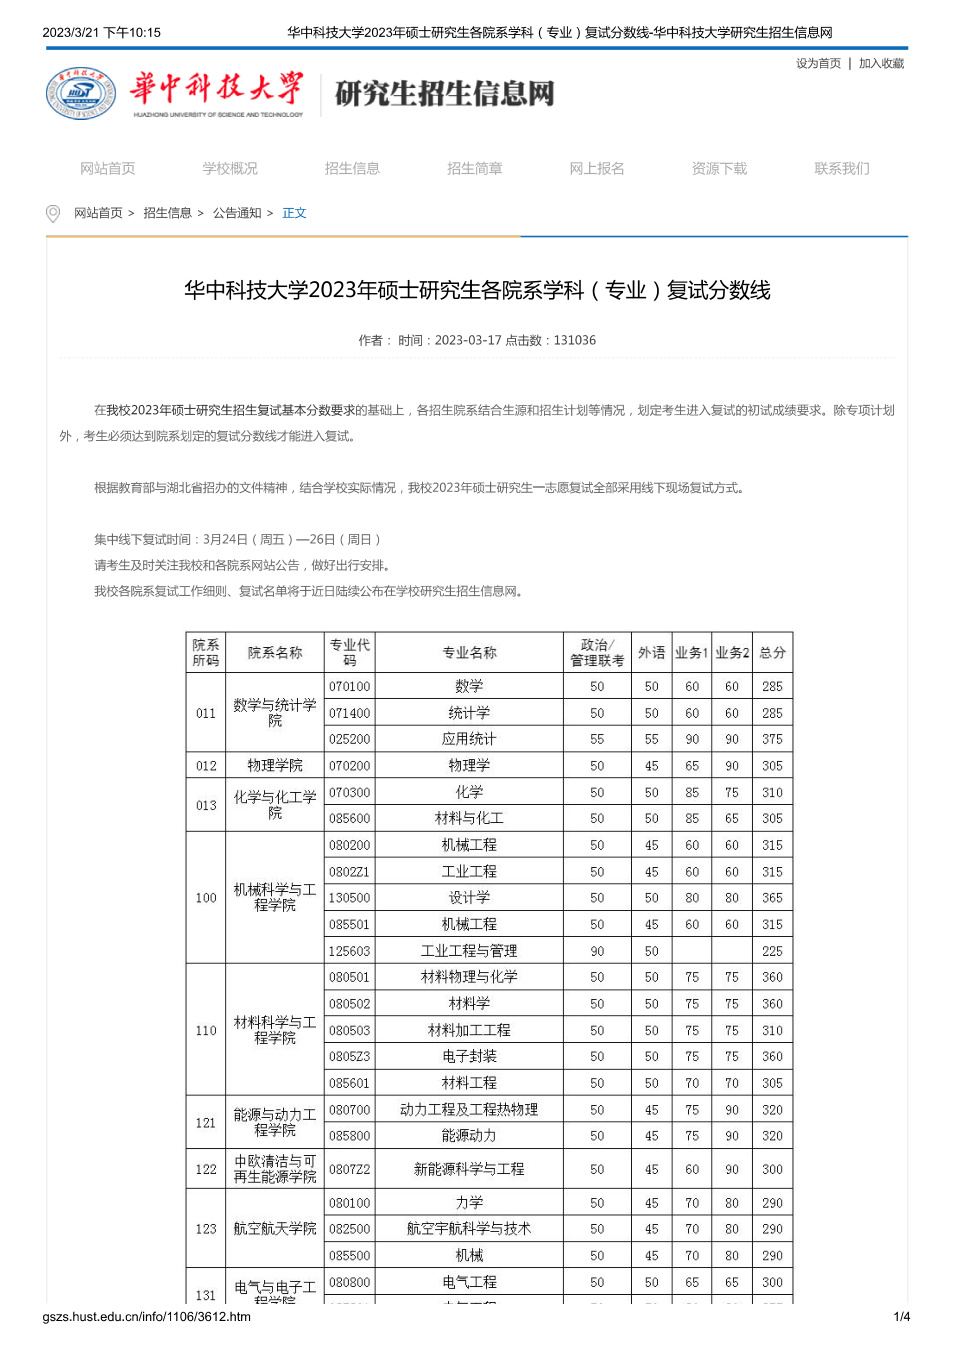 2023/3/21 下午10:15 华中科技大学2023年硕士研究生各院系学科（专业）复试分数线-华中科技大学研究生招生信息网
设为首页 | 加入收藏
華中科技大学 研究生招生信息网
HUAZHONG UNIVERSITY OF SCIENCE AND TECHNOLOGY
网站首页 学校概况 招生信息 招生简章 网上报名 资源下载 联系我们
网站首页 > 招生信息 > 公告通知 > 正文
华中科技大学2023年硕士研究生各院系学科（专业）复试分数线
作者： 时间：2023-03-17 点击数：131036
在我校2023年硕士研究生招生复试基本分数要求的基础上，各招生院系结合生源和招生计划等情况，划定考生进入复试的初试成绩要求。除专项计划
外，考生必须达到院系划定的复试分数线才能进入复试。
根据教育部与湖北省招办的文件精神，结合学校实际情况，我校2023年硕士研究生一志愿复试全部采用线下现场复试方式。
集中线下复试时间：3月24日（周五）—26日（周日）
请考生及时关注我校和各院系网站公告，做好出行安排。
我校各院系复试工作细则、复试名单将于近日陆续公布在学校研究生招生信息网。
院系所码 院系名称 专业代码 专业名称 政治/管理联考 外语 业务1 业务2 总分
011 数学与统计学院 070100 数学 50 50 60 60 285
071400 统计学 50 50 60 60 285
025200 应用统计 55 55 90 90 375
012 物理学院 070200 物理学 50 45 65 90 305
013 化学与化工学院 070300 化学 50 50 85 75 310
085600 材料与化工 50 50 85 65 305
100 机械科学与工程学院 080200 机械工程 50 45 60 60 315
0802Z1 工业工程 50 45 60 60 315
130500 设计学 50 50 80 80 365
085501 机械工程 50 45 60 60 315
125603 工业工程与管理 90 50 225
110 材料科学与工程学院 080501 材料物理与化学 50 50 75 75 360
080502 材料学 50 50 75 75 360
080503 材料加工工程 50 50 75 75 310
0805Z3 电子封装 50 50 75 75 360
085601 材料工程 50 50 70 70 305
121 能源与动力工程学院 080700 动力工程及工程热物理 50 45 75 90 320
085800 能源动力 50 45 75 90 320
122 中欧清洁与可再生能源学院 0807Z2 新能源科学与工程 50 45 60 90 300
123 航空航天学院 080100 力学 50 45 70 80 290
082500 航空宇航科学与技术 50 45 70 80 290
085500 机械 50 45 70 80 290
131 电气与电子工程学院 080800 电气工程 50 50 65 65 300
gszs.hust.edu.cn/info/1106/3612.htm 1/4